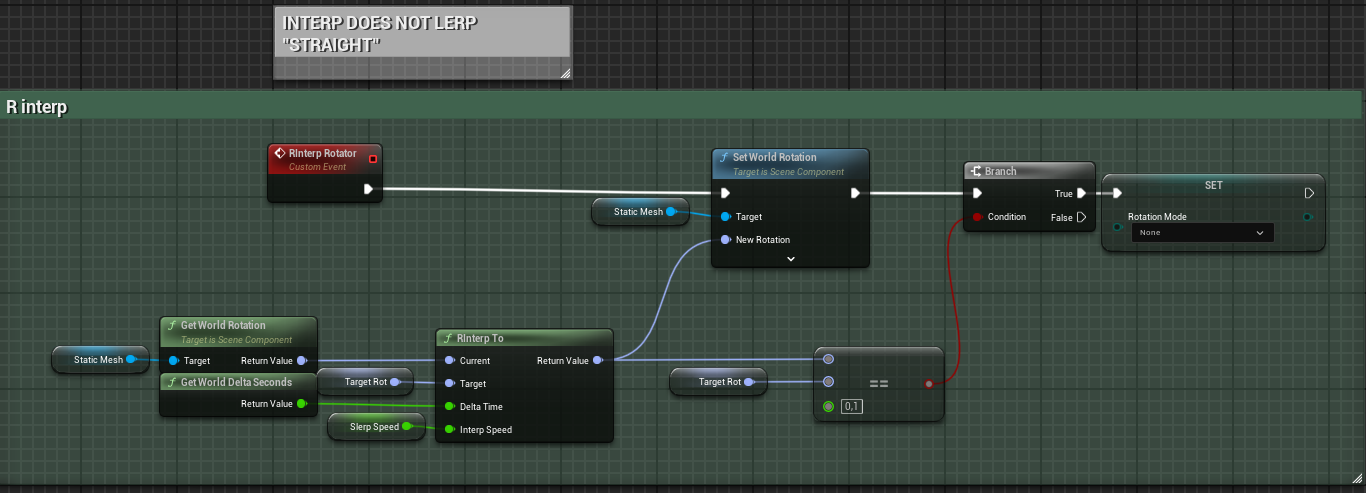 INTERP DOES NOT LERP
"STRAIGHT"
R interp
RInterp Rotator
Custom Event
Set World Rotation
Target is Scene Component
Static Mesh
Target
New Rotation
Branch
True
Condition
False
SET
Rotation Mode
None
Get World Rotation
Target is Scene Component
Static Mesh
Target
Return Value
Get World Delta Seconds
Return Value
Target Rot
Slerp Speed
RInterp To
Current
Return Value
Target
Delta Time
Interp Speed
Target Rot
==
0,1